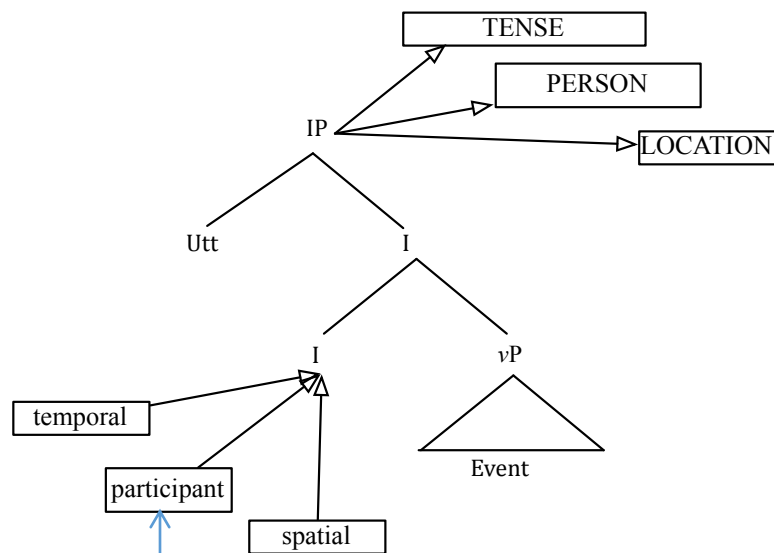 TENSE
PERSON
IP
LOCATION
Utt
I
I
vP
temporal
Event
participant
spatial